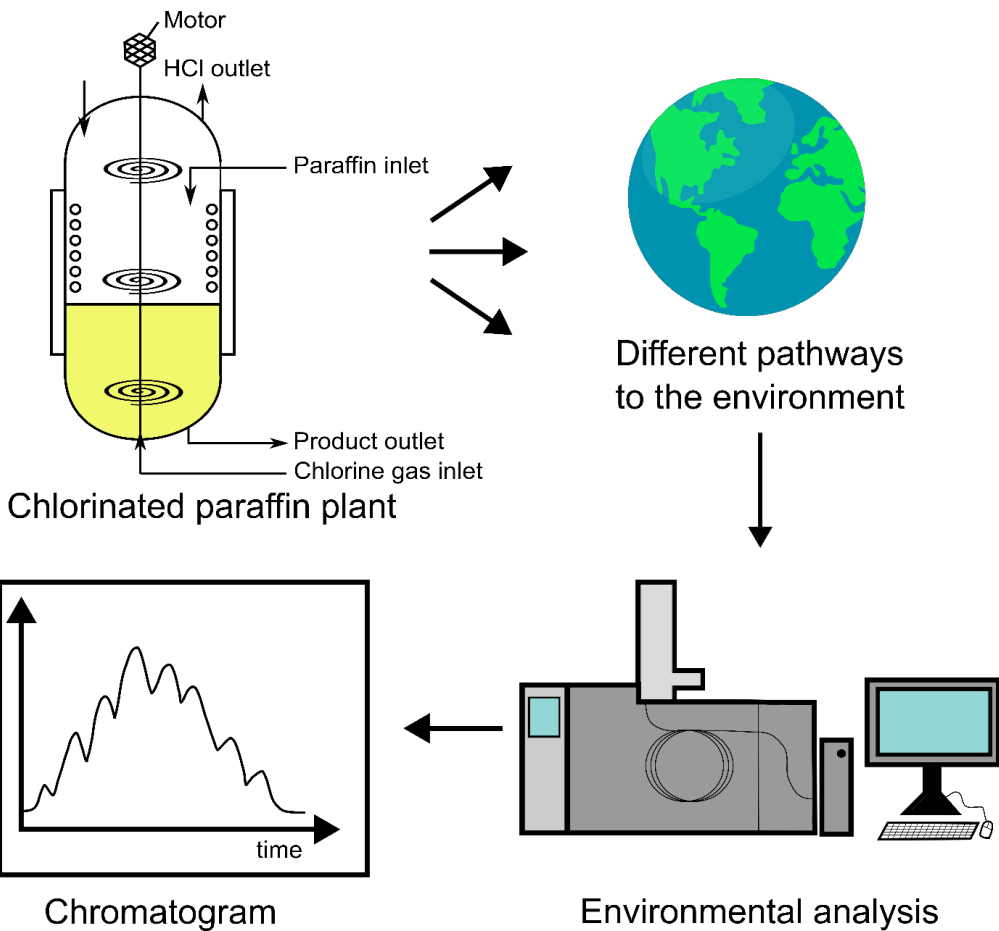 Motor
HCl outlet
Paraffin inlet
Product outlet
Chlorine gas inlet
Chlorinated paraffin plant
Different pathways
to the environment
time
Chromatogram
Environmental analysis